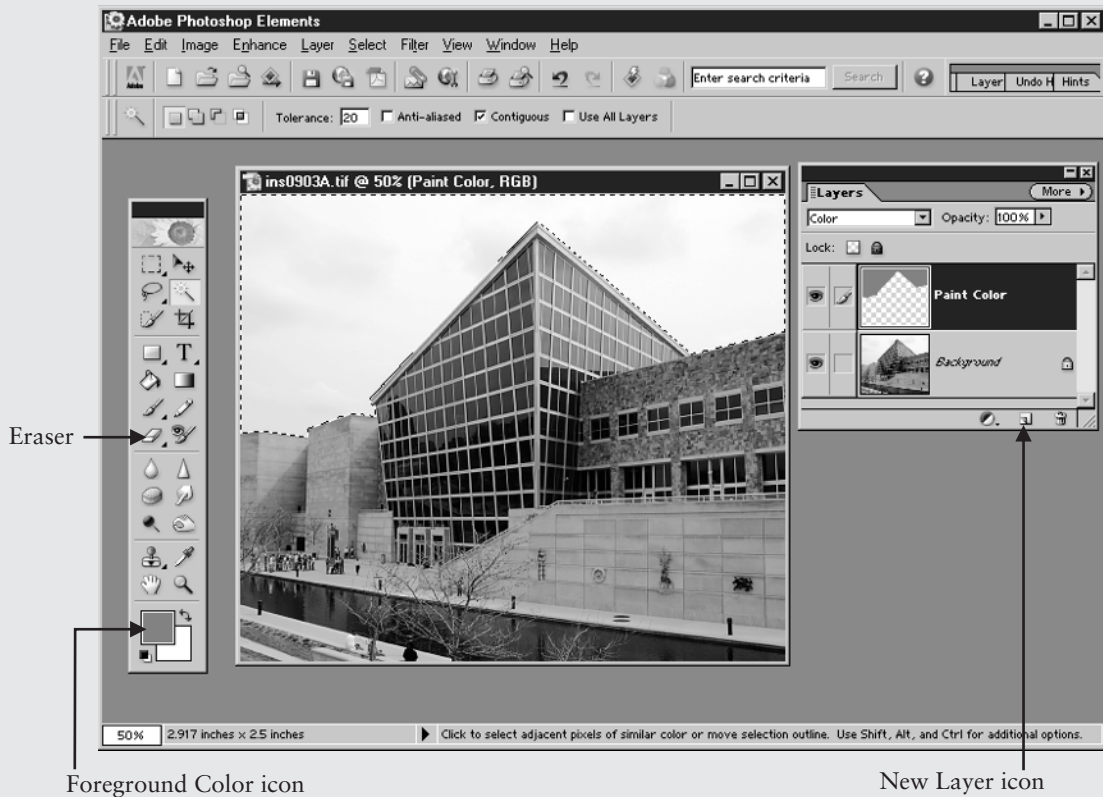 Adobe Photoshop Elements
File Edit Image Enhance Layer Select Filter View Window Help
Adobe
Enter search criteria
Search
Layer
Undo H
Hints
Tolerance: 20 Anti-aliased Contiguous Use All Layers
ins0903A.tif @ 50% (Paint Color, RGB)
Layers
More
Color
Opacity: 100%
Lock:
Paint Color
Background
T
Eraser
50% 2.917 inches x 2.5 inches Click to select adjacent pixels of similar color or move selection outline. Use Shift, Alt, and Ctrl for additional options.
Foreground Color icon
New Layer icon